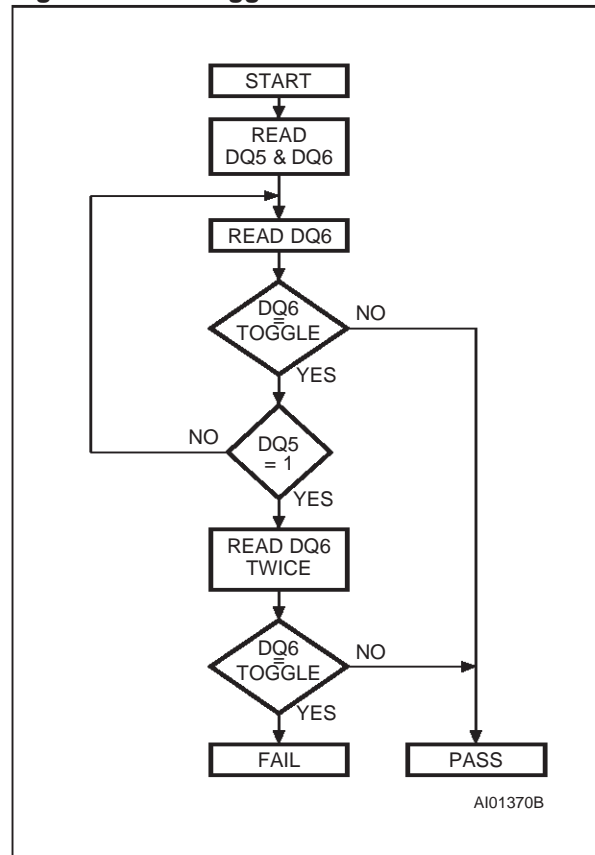 START
READ
DQ5 & DQ6
READ DQ6
DQ6
=
TOGGLE
NO
YES
NO
DQ5
= 1
YES
READ DQ6
TWICE
DQ6
=
TOGGLE
NO
YES
FAIL
PASS
AI01370B